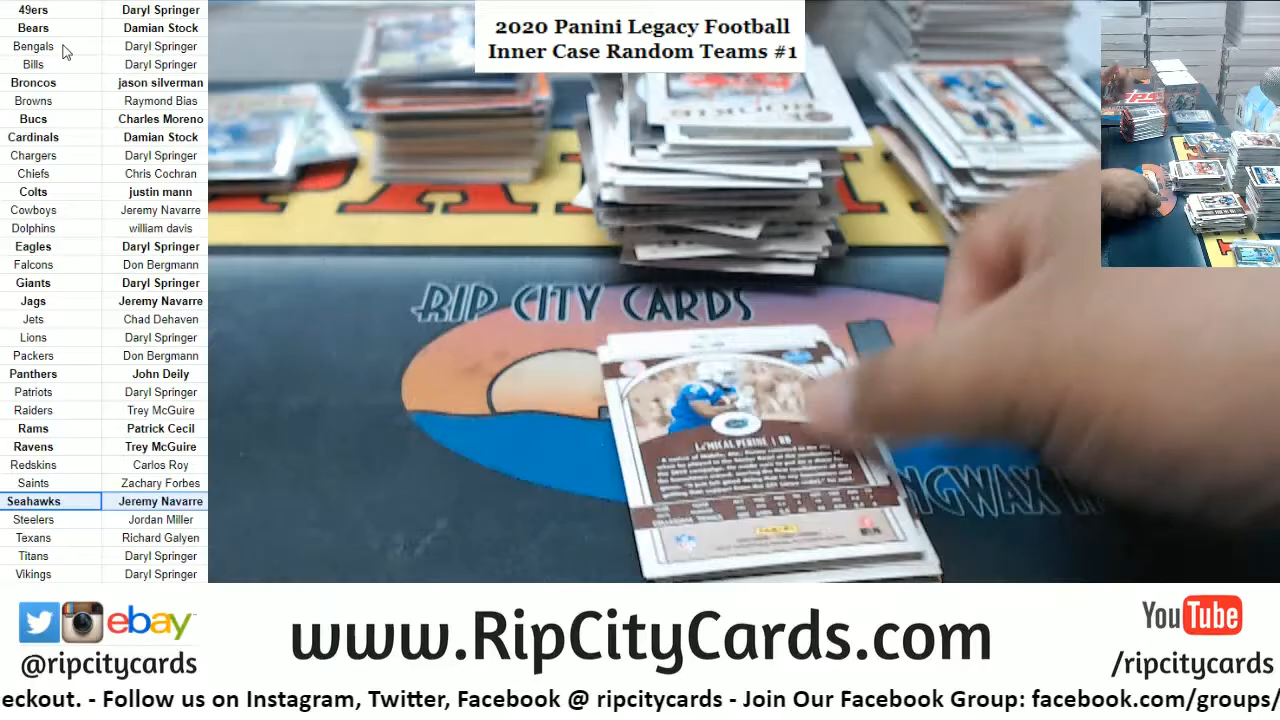 49ers Daryl Springer
Bears Damian Stock
Bengals Daryl Springer
Bills Daryl Springer
Broncos jason silverman
Browns Raymond Bias
Bucs Charles Moreno
Cardinals Damian Stock
Chargers Daryl Springer
Chiefs Chris Cochran
Colts justin mann
Cowboys Jeremy Navarre
Dolphins william davis
Eagles Daryl Springer
Falcons Don Bergmann
Giants Daryl Springer
Jags Jeremy Navarre
Jets Chad Dehaven
Lions Daryl Springer
Packers Don Bergmann
Panthers John Deily
Patriots Daryl Springer
Raiders Trey McGuire
Rams Patrick Cecil
Ravens Trey McGuire
Redskins Carlos Roy
Saints Zachary Forbes
Seahawks Jeremy Navarre
Steelers Jordan Miller
Texans Richard Galyen
Titans Daryl Springer
Vikings Daryl Springer
2020 Panini Legacy Football
Inner Case Random Teams #1
RIP CITY CARDS
PERINE | RB
PANINI
ebay
@ripcitycards
www.RipCityCards.com
YouTube
/ripcitycards
eckout. - Follow us on Instagram, Twitter, Facebook @ ripcitycards - Join Our Facebook Group: facebook.com/groups/